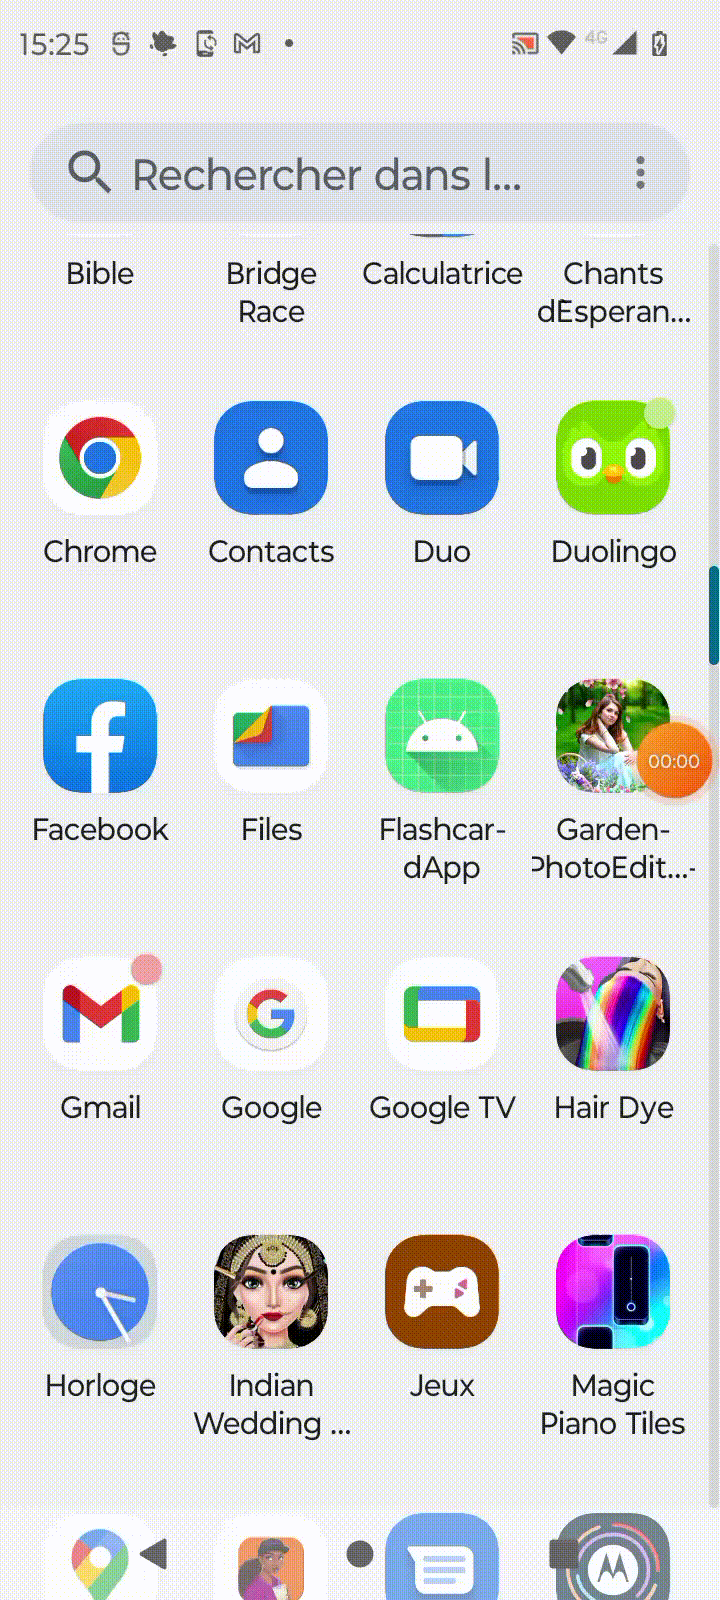 15:25
4G
Rechercher dans l...
Bible
Bridge
Race
Calculatrice
Chants
dEsperan...
Chrome
Contacts
Duo
Duolingo
Facebook
Files
Flashcar-
dApp
Garden-
PhotoEdit...-
00:00
Gmail
Google
Google TV
Hair Dye
Horloge
Indian
Wedding ...
Jeux
Magic
Piano Tiles